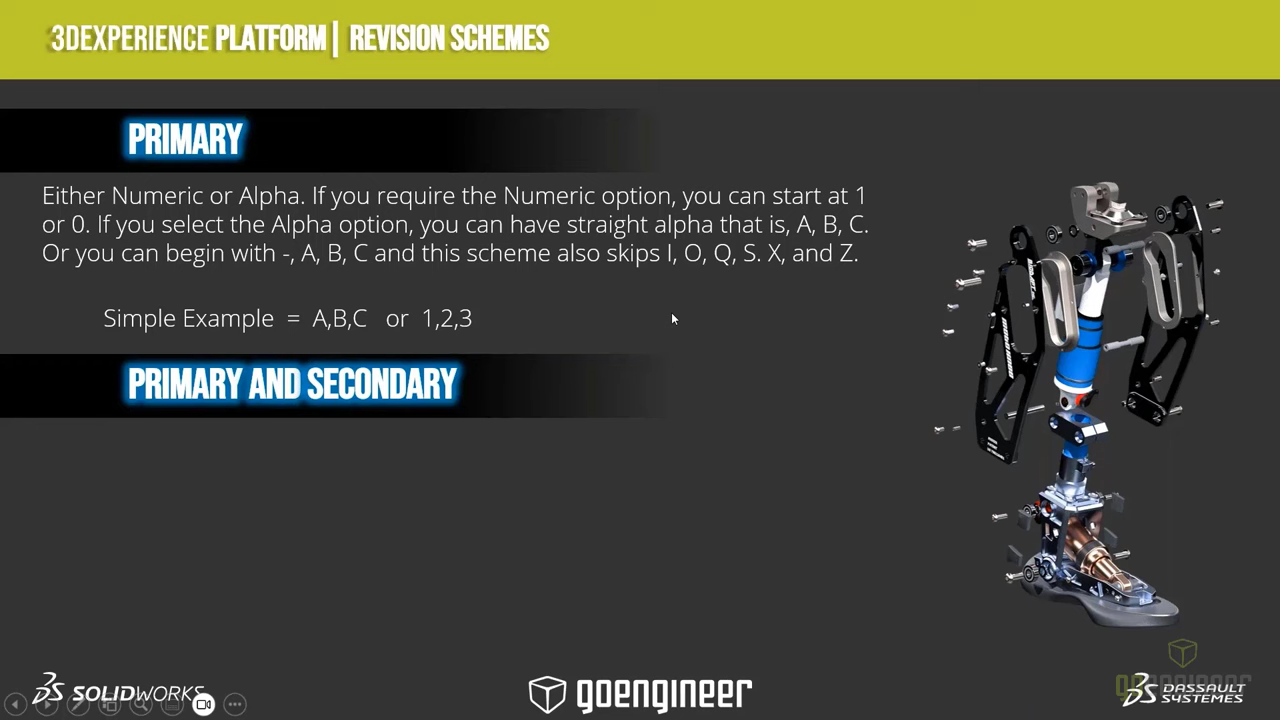 3DEXPERIENCE PLATFORM| REVISION SCHEMES
PRIMARY
Either Numeric or Alpha. If you require the Numeric option, you can start at 1
or 0. If you select the Alpha option, you can have straight alpha that is, A, B, C.
Or you can begin with -, A, B, C and this scheme also skips I, O, Q, S. X, and Z.
Simple Example = A,B,C or 1,2,3
PRIMARY AND SECONDARY
SOLIDWORKS
goengineer
goengineer
DASSAULT
SYSTEMES